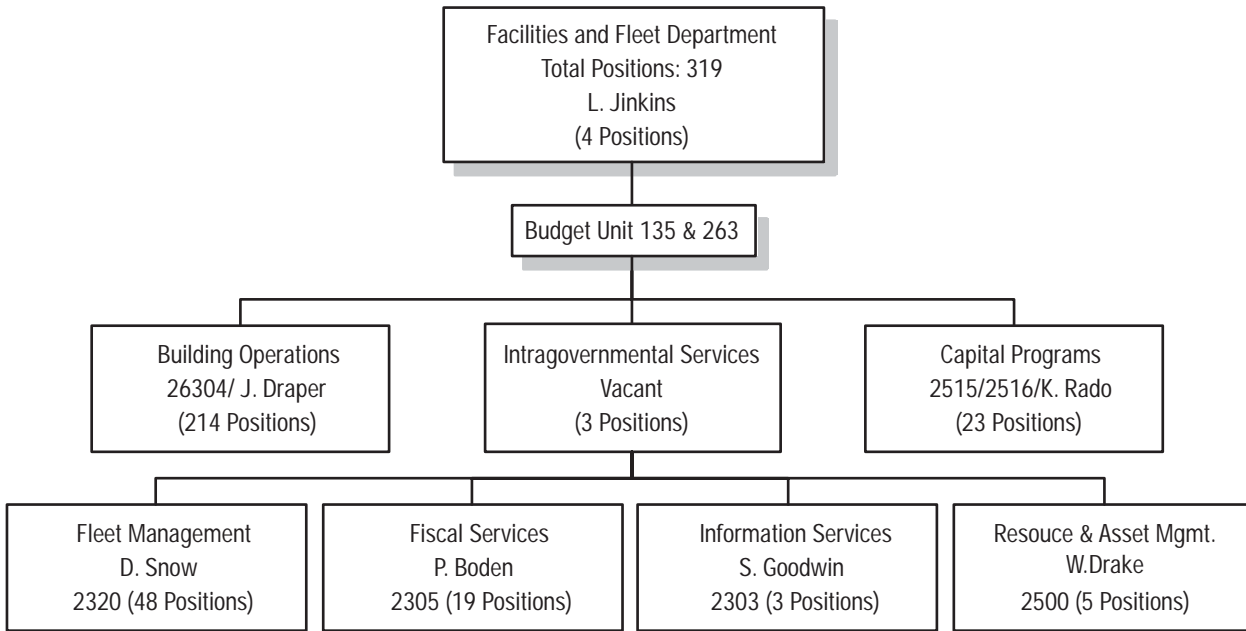 Facilities and Fleet Department
Total Positions: 319
L. Jinkins
(4 Positions)
Budget Unit 135 & 263
Building Operations
26304/ J. Draper
(214 Positions)
Intragovernmental Services
Vacant
(3 Positions)
Capital Programs
2515/2516/K. Rado
(23 Positions)
Fleet Management
D. Snow
2320 (48 Positions)
Fiscal Services
P. Boden
2305 (19 Positions)
Information Services
S. Goodwin
2303 (3 Positions)
Resouce & Asset Mgmt.
W.Drake
2500 (5 Positions)